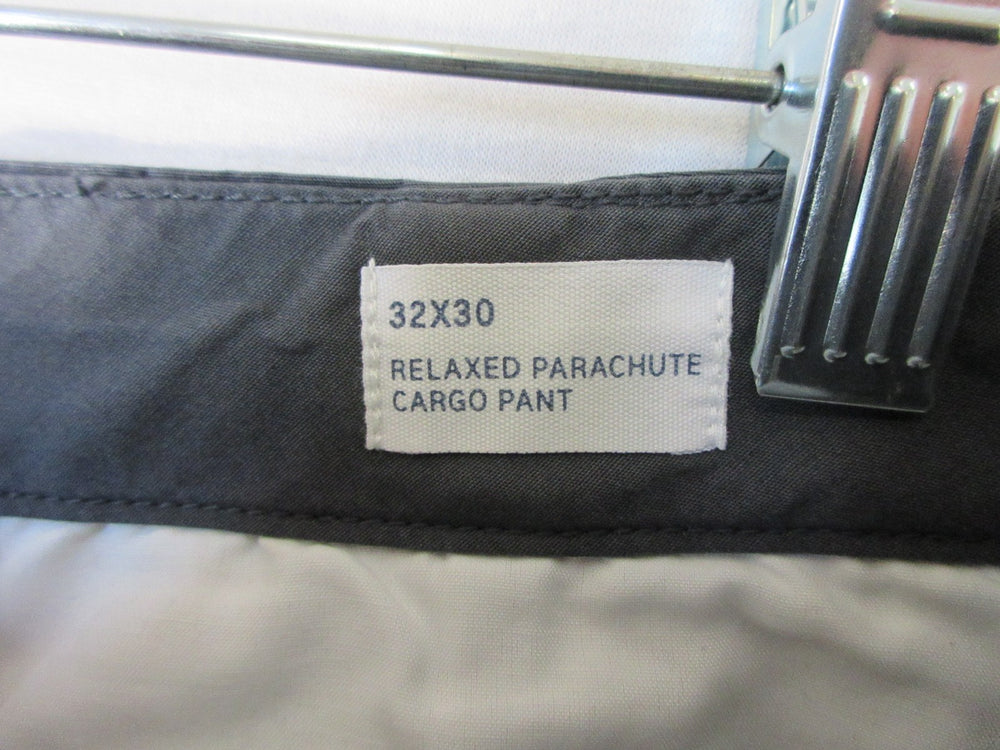 32X30
RELAXED PARACHUTE
CARGO PANT